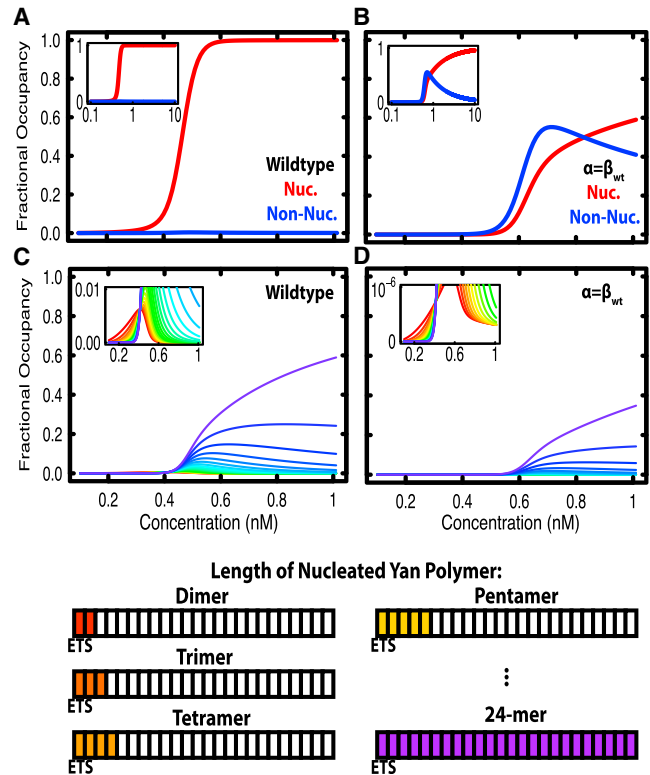 A
Fractional Occupancy
1.0
0.8
0.6
0.4
0.2
0.0
1
0
0.1
1
10
Wildtype
Nuc.
Non-Nuc.
B
1
0
0.1
1
10
α=βwt
Nuc.
Non-Nuc.
C
Fractional Occupancy
1.0
0.8
0.6
0.4
0.2
0.0
0.01
0.00
0.2 0.6 1
Wildtype
0.2 0.4 0.6 0.8 1
Concentration (nM)
D
10⁻⁶
0
0.2 0.6 1
α=βwt
0.2 0.4 0.6 0.8 1
Concentration (nM)
Length of Nucleated Yan Polymer:
Dimer
ETS
Trimer
ETS
Tetramer
ETS
Pentamer
ETS
⋮
24-mer
ETS